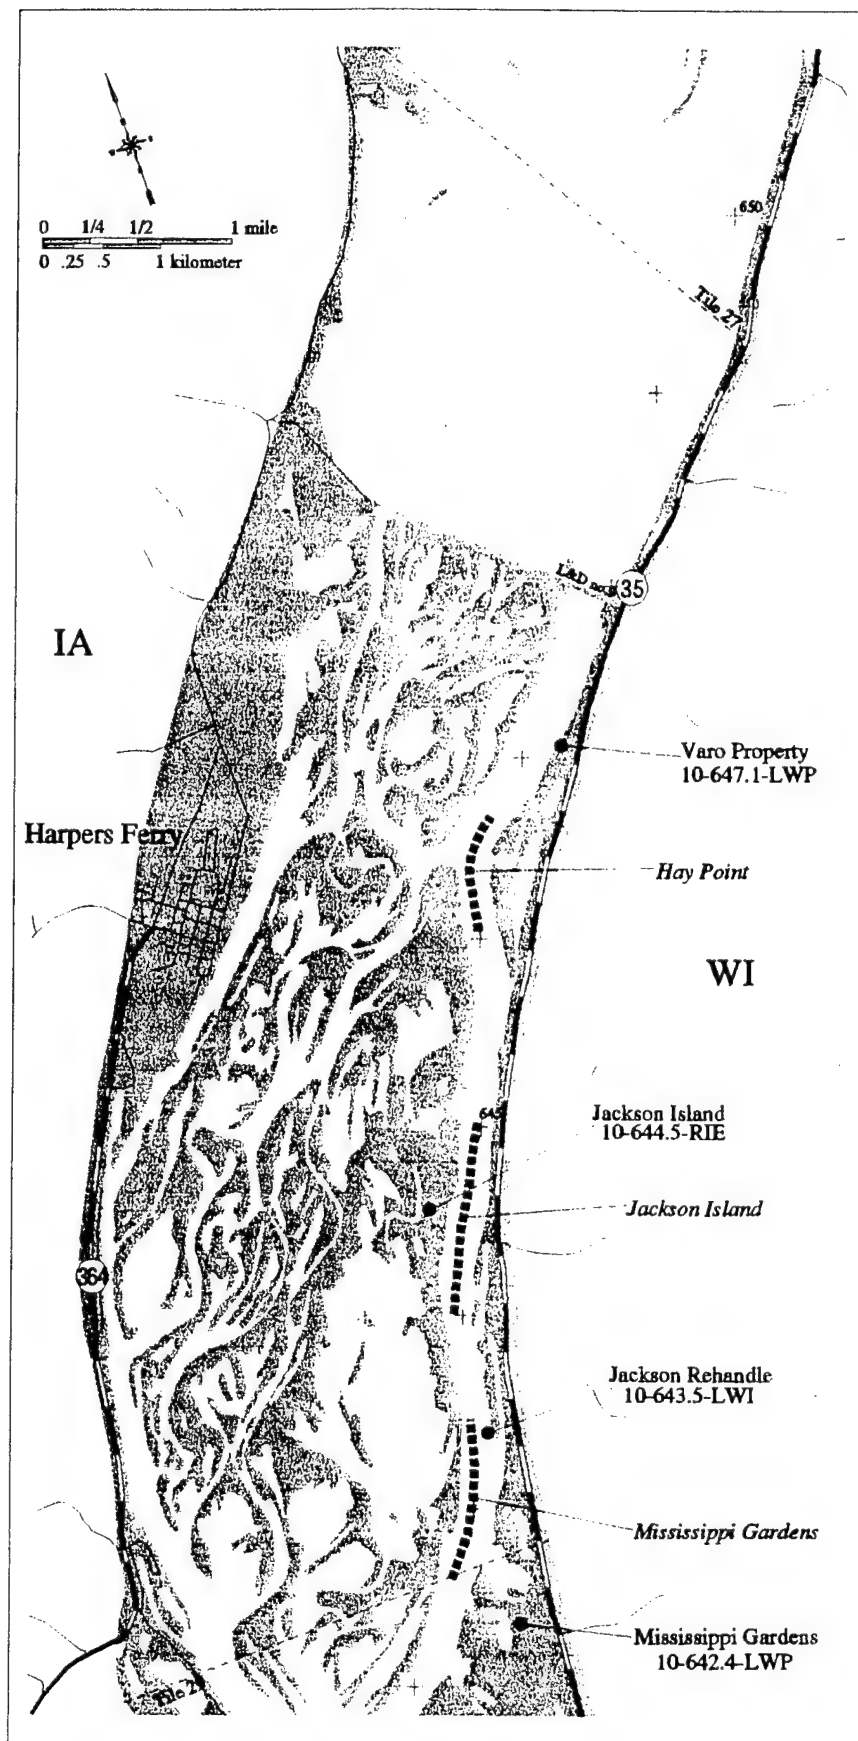 650
0 1/4 1/2 1 mile
0 .25 .5 1 kilometer
Tile 27
L&D
35
IA
Varo Property
10-647.1-LWP
Harpers Ferry
Hay Point
WI
645
Jackson Island
10-644.5-RIE
Jackson Island
364
Jackson Rehandle
10-643.5-LWI
Mississippi Gardens
Mississippi Gardens
10-642.4-LWP
Tile